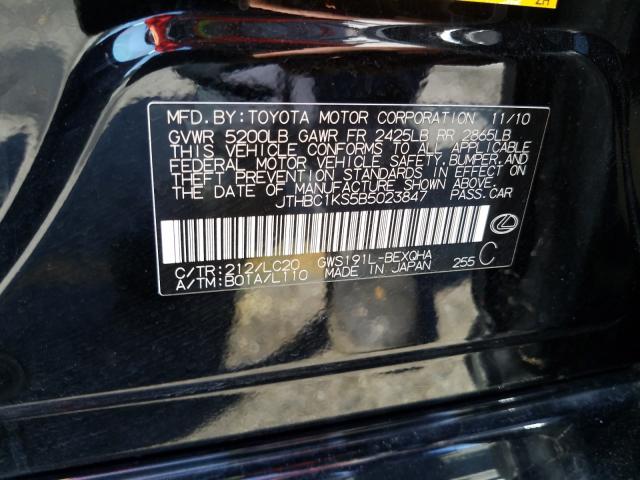 MFD. BY: TOYOTA MOTOR CORPORATION 11/10
GVWR 5200LB GAWR FR 2425LB RR 2865LB
THIS VEHICLE CONFORMS TO ALL APPLICABLE
FEDERAL MOTOR VEHICLE SAFETY, BUMPER, AND
THEFT PREVENTION STANDARDS IN EFFECT ON
THE DATE OF MANUFACTURE SHOWN ABOVE.
JTHBC1KS5B5023847 PASS. CAR
C/TR: 212/LC20 GWS191L-BEXQHA
A/TM: B01A/L110 MADE IN JAPAN 255 C